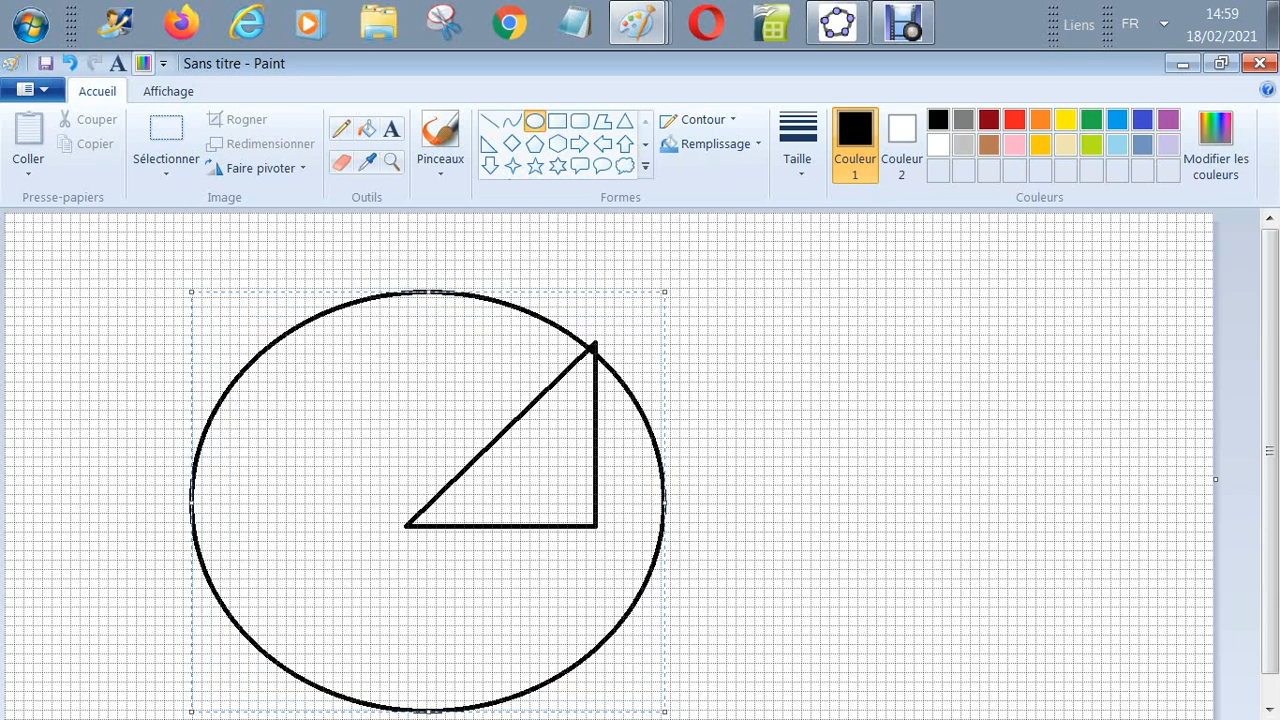 Liens
FR
14:59
18/02/2021
Sans titre - Paint
Accueil
Affichage
Coller
Couper
Copier
Presse-papiers
Sélectionner
Rogner
Redimensionner
Faire pivoter
Image
A
Outils
Pinceaux
Contour
Remplissage
Formes
Taille
Couleur
1
Couleur
2
Modifier les
couleurs
Couleurs